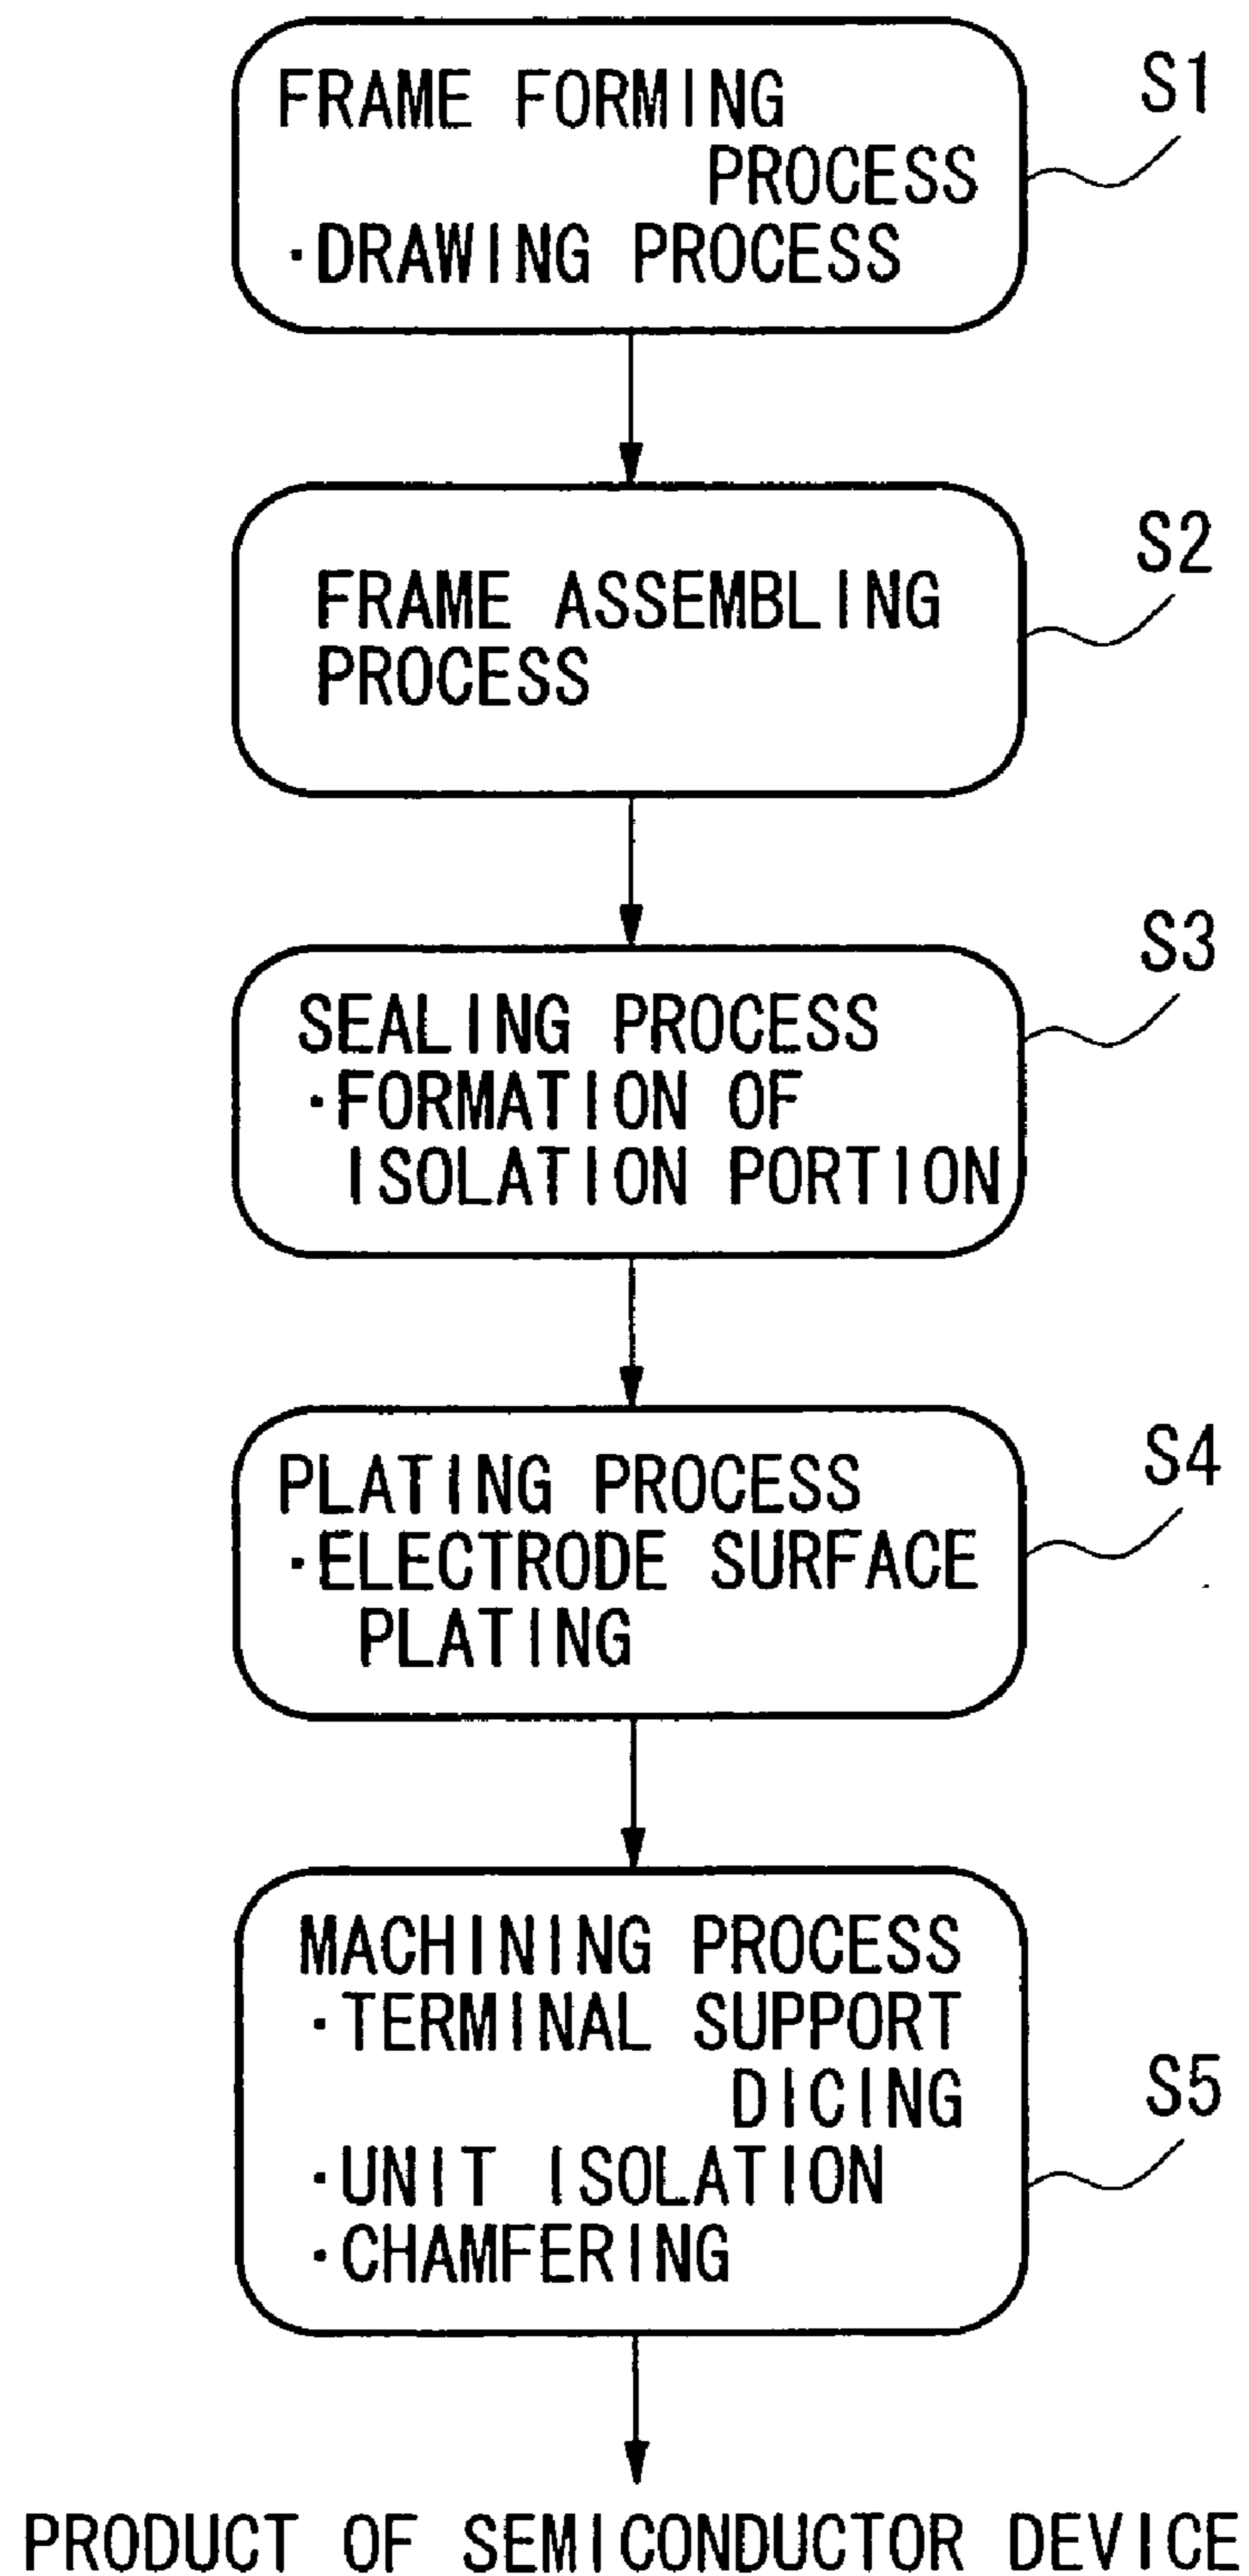 FRAME FORMING
PROCESS
·DRAWING PROCESS
S1
FRAME ASSEMBLING
PROCESS
S2
SEALING PROCESS
·FORMATION OF
ISOLATION PORTION
S3
PLATING PROCESS
·ELECTRODE SURFACE
PLATING
S4
MACHINING PROCESS
·TERMINAL SUPPORT
DICING
·UNIT ISOLATION
·CHAMFERING
S5
PRODUCT OF SEMICONDUCTOR DEVICE